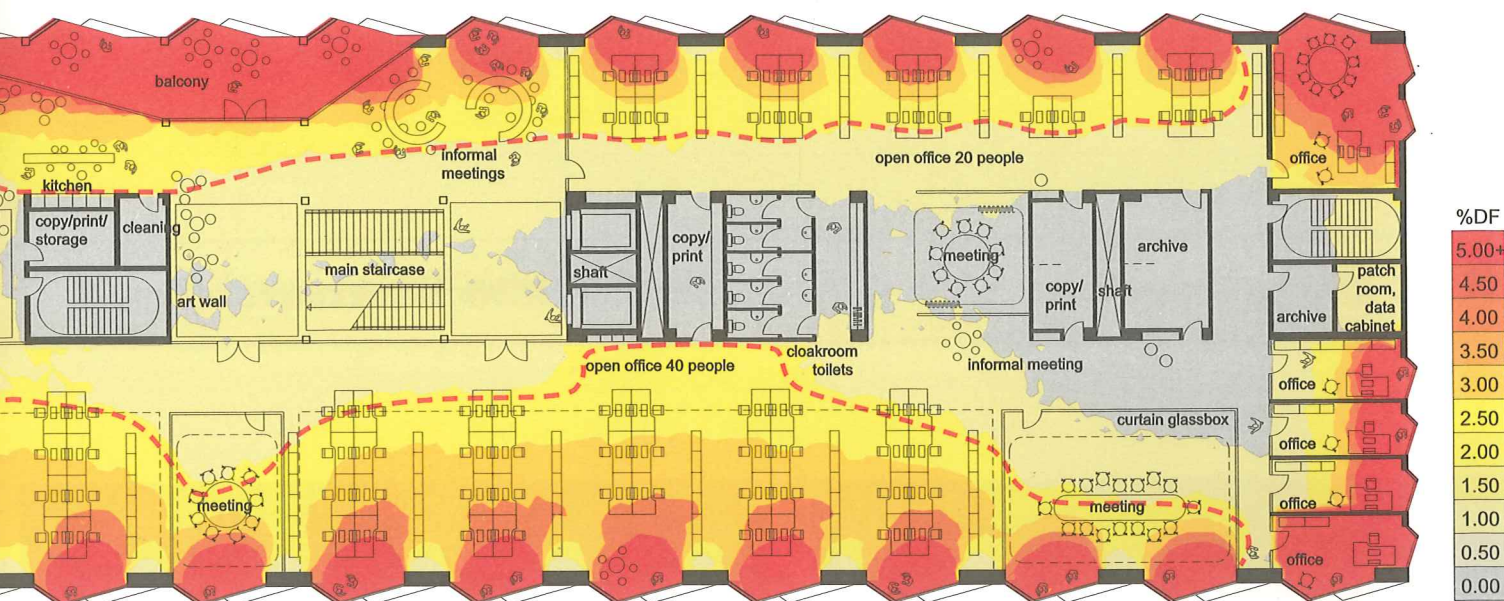 balcony
informal
meetings
open office 20 people
office
kitchen
copy/print/
storage
cleaning
art wall
main staircase
shaft
copy/
print
meeting
copy/
print
shaft
archive
archive
patch
room,
data
cabinet
open office 40 people
cloakroom
toilets
informal meeting
curtain glassbox
office
office
office
office
meeting
meeting
%DF
5.00+
4.50
4.00
3.50
3.00
2.50
2.00
1.50
1.00
0.50
0.00